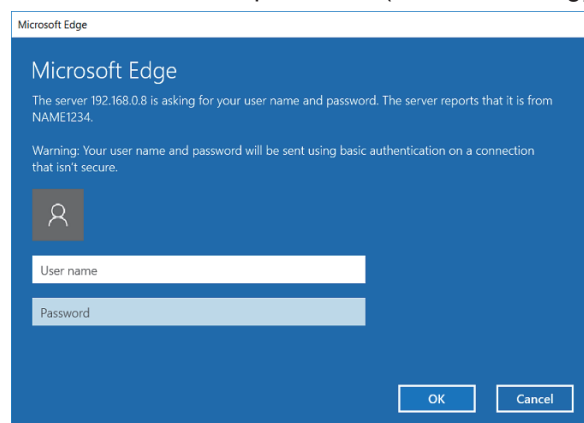 Microsoft Edge
Microsoft Edge
The server 192.168.0.8 is asking for your user name and password. The server reports that it is from
NAME1234.
Warning: Your user name and password will be sent using basic authentication on a connection
that isn't secure.
User name
Password
OK Cancel